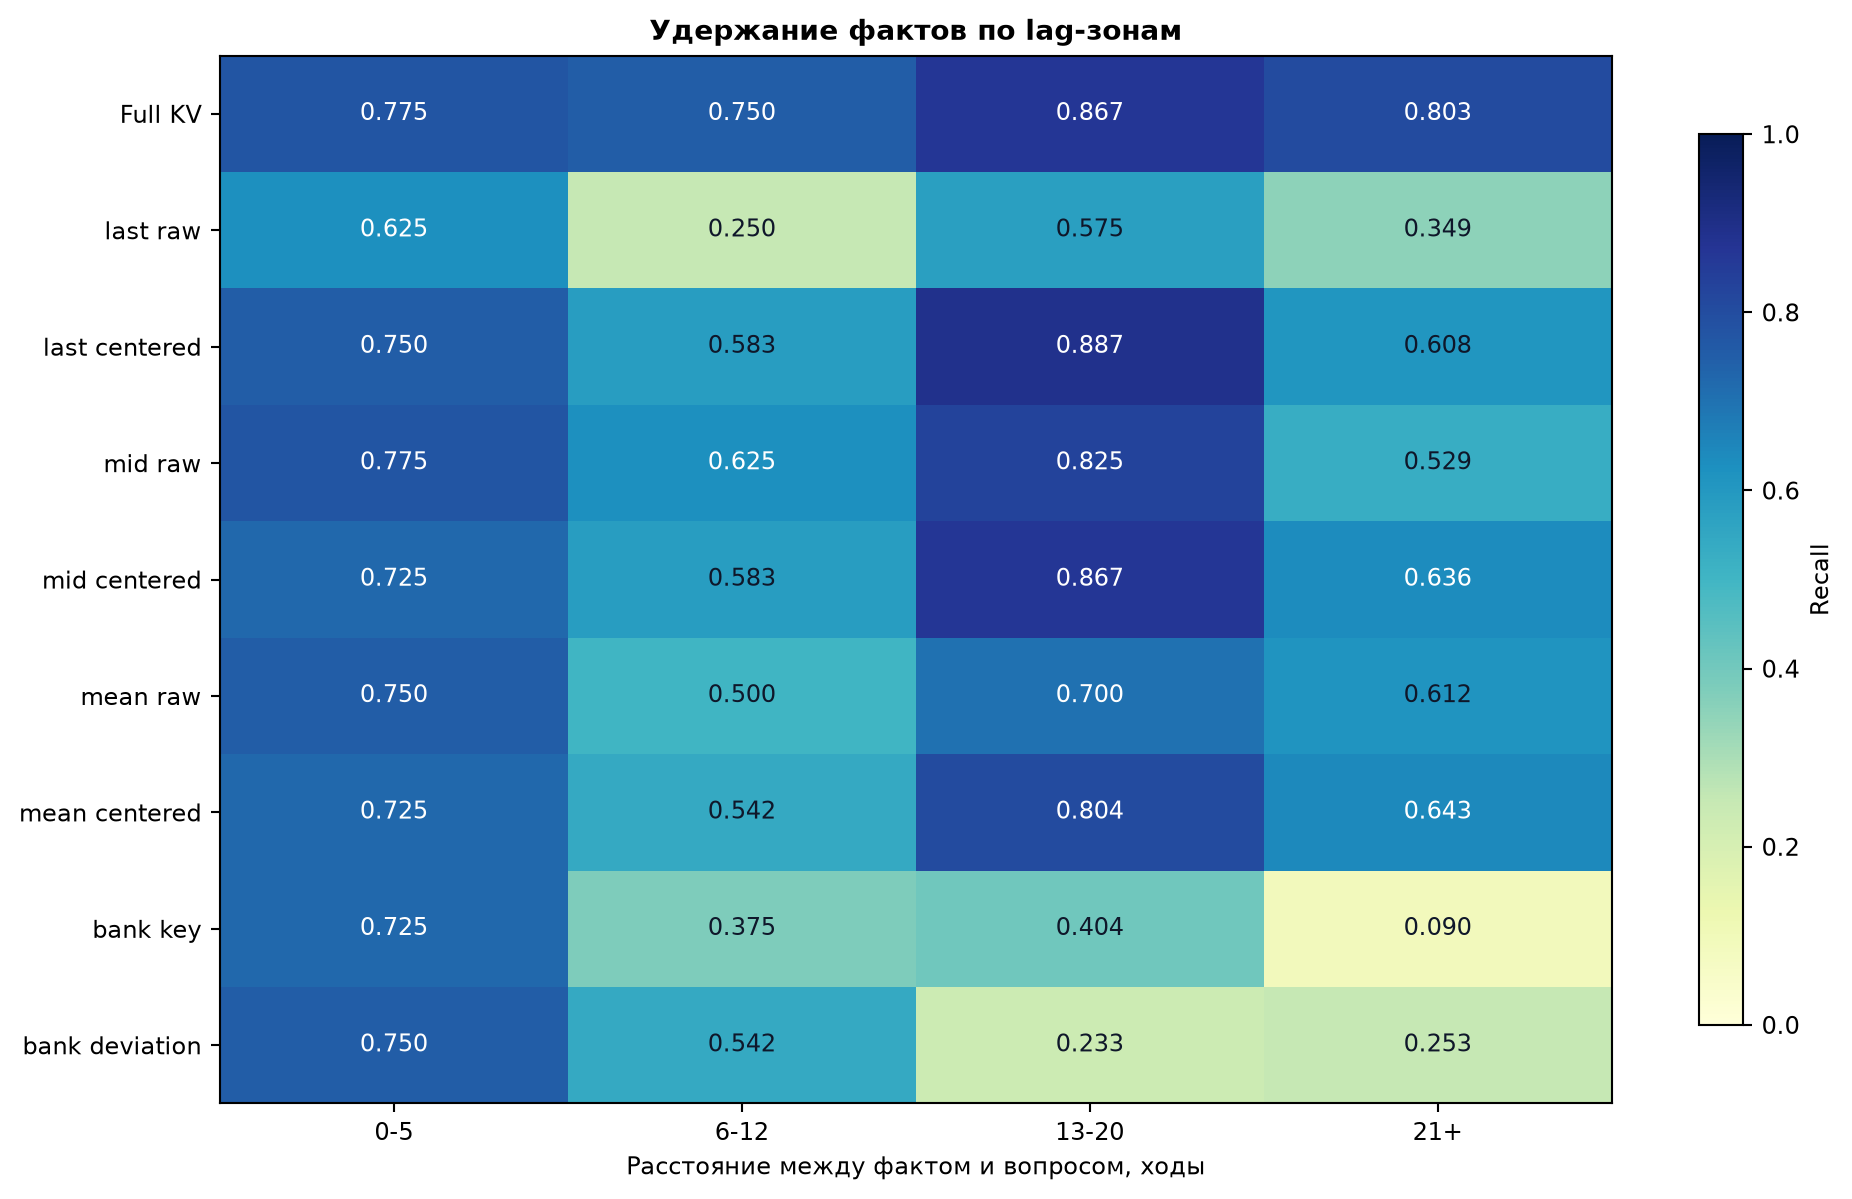 Удержание фактов по lag-зонам
Full KV 0.775 0.750 0.867 0.803
last raw 0.625 0.250 0.575 0.349
last centered 0.750 0.583 0.887 0.608
mid raw 0.775 0.625 0.825 0.529
mid centered 0.725 0.583 0.867 0.636
mean raw 0.750 0.500 0.700 0.612
mean centered 0.725 0.542 0.804 0.643
bank key 0.725 0.375 0.404 0.090
bank deviation 0.750 0.542 0.233 0.253
0-5 6-12 13-20 21+
Расстояние между фактом и вопросом, ходы
1.0
0.8
0.6
0.4
0.2
0.0
Recall